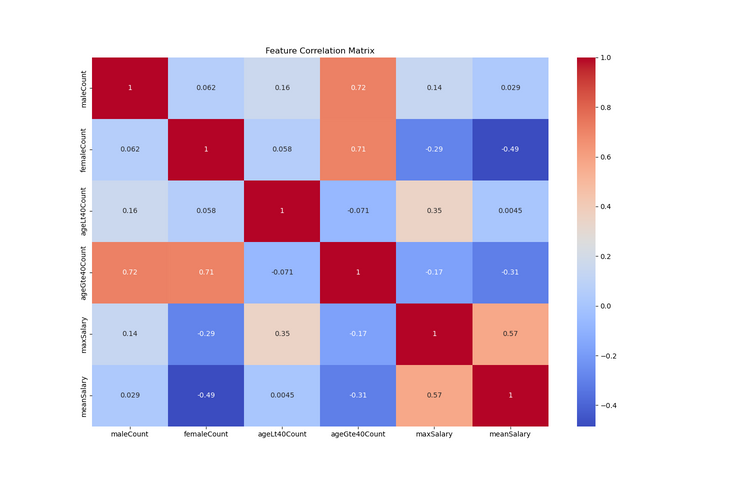 Feature Correlation Matrix
maleCount 1 0.062 0.16 0.72 0.14 0.029
femaleCount 0.062 1 0.058 0.71 -0.29 -0.49
ageLt40Count 0.16 0.058 1 -0.071 0.35 0.0045
ageGte40Count 0.72 0.71 -0.071 1 -0.17 -0.31
maxSalary 0.14 -0.29 0.35 -0.17 1 0.57
meanSalary 0.029 -0.49 0.0045 -0.31 0.57 1
maleCount femaleCount ageLt40Count ageGte40Count maxSalary meanSalary
1.0
0.8
0.6
0.4
0.2
0.0
−0.2
−0.4